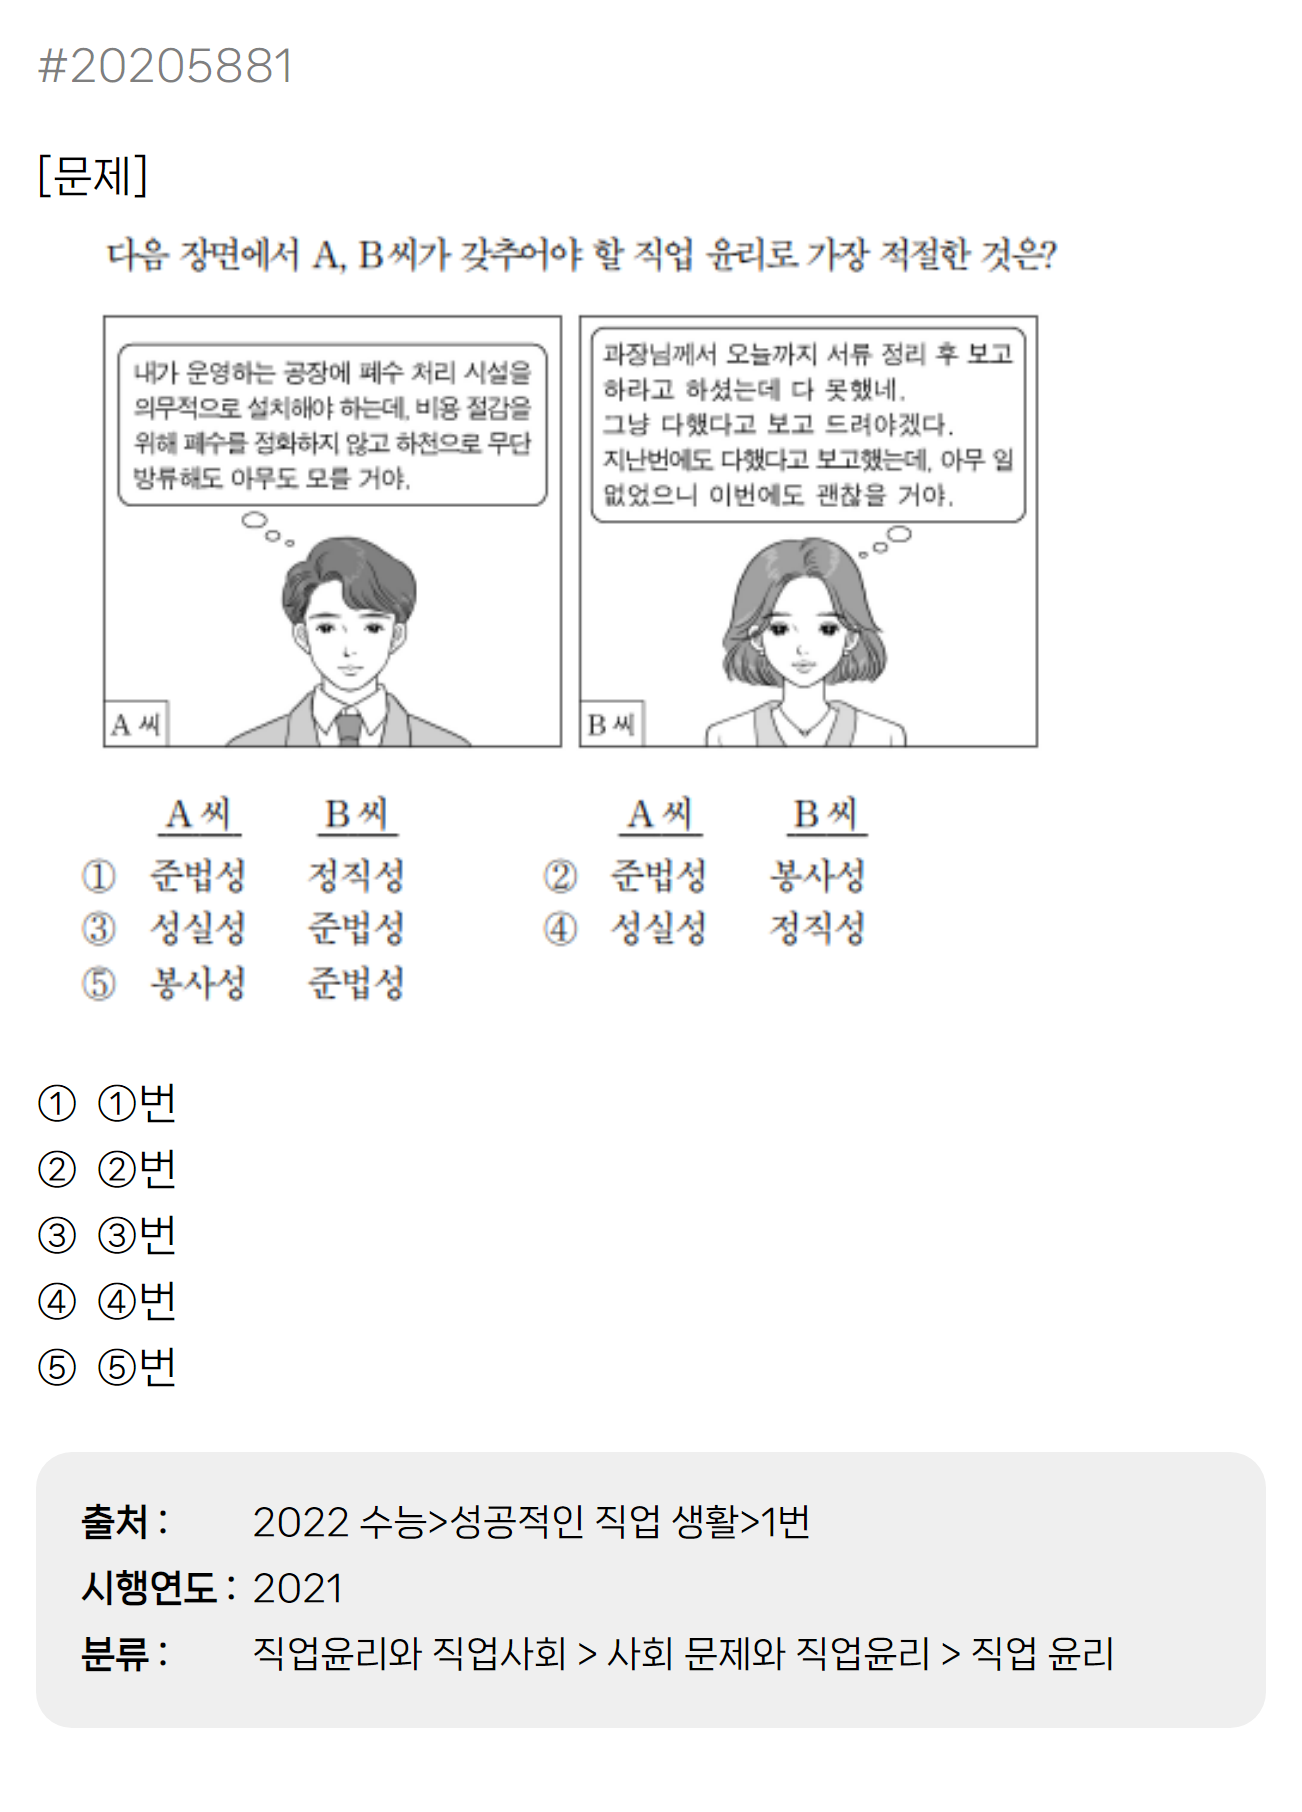 #20205881
[문제]
다음 장면에서 A, B씨가 갖추어야 할 직업 윤리로 가장 적절한 것은?
내가 운영하는 공장에 폐수 처리 시설을
의무적으로 설치해야 하는데, 비용 절감을
위해 폐수를 정화하지 않고 하천으로 무단
방류해도 아무도 모를 거야.
A 씨
과장님께서 오늘까지 서류 정리 후 보고
하라고 하셨는데 다 못했네.
그냥 다했다고 보고 드려야겠다.
지난번에도 다했다고 보고했는데, 아무 일
없었으니 이번에도 괜찮을 거야.
B 씨
A 씨 B 씨 A 씨 B 씨
① 준법성 정직성 ② 준법성 봉사성
③ 성실성 준법성 ④ 성실성 정직성
⑤ 봉사성 준법성
① ①번
② ②번
③ ③번
④ ④번
⑤ ⑤번
출처 : 2022 수능>성공적인 직업 생활>1번
시행연도 : 2021
분류 : 직업윤리와 직업사회 > 사회 문제와 직업윤리 > 직업 윤리